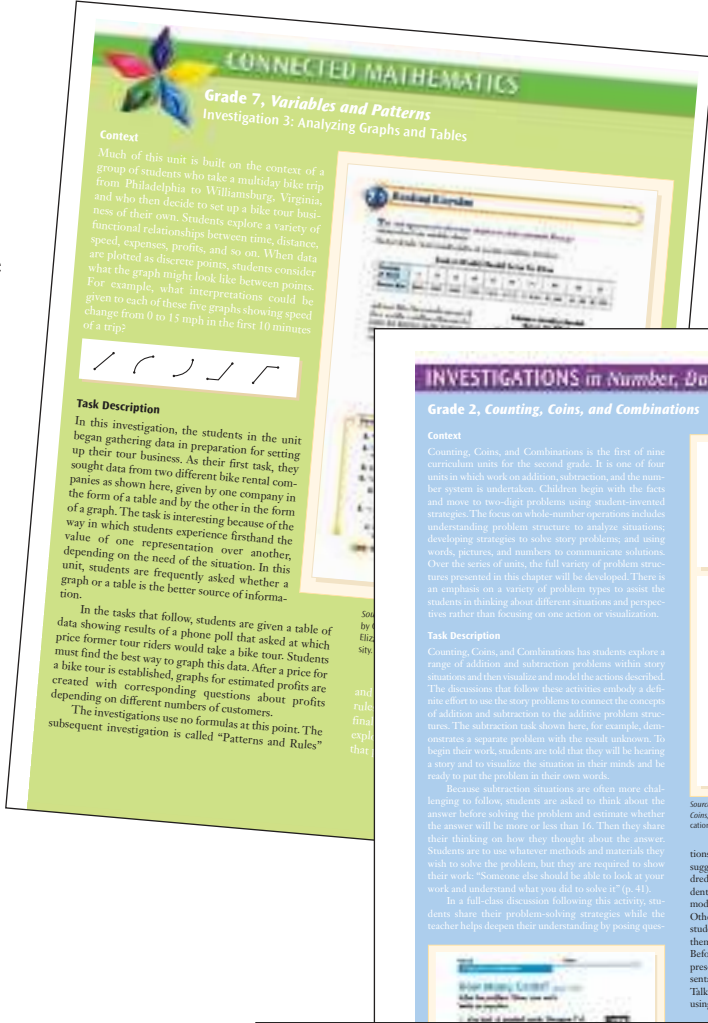 CONNECTED MATHEMATICS
Grade 7, Variables and Patterns
Investigation 3: Analyzing Graphs and Tables
Context
Much of this unit is built on the context of a
group of students who take a multiday bike trip
from Philadelphia to Williamsburg, Virginia,
and who then decide to set up a bike tour busi-
ness of their own. Students explore a variety of
functional relationships between time, distance,
speed, expenses, profits, and so on. When data
are plotted as discrete points, students consider
what the graph might look like between points.
For example, what interpretations could be
given to each of these five graphs showing speed
change from 0 to 15 mph in the first 10 minutes
of a trip?
Task Description
In this investigation, the students in the unit
began gathering data in preparation for setting
up their tour business. As their first task, they
sought data from two different bike rental com-
panies as shown here, given by one company in
the form of a table and by the other in the form
of a graph. The task is interesting because of the
way in which students experience firsthand the
value of one representation over another,
depending on the need of the situation. In this
unit, students are frequently asked whether a
graph or a table is the better source of informa-
tion.
In the tasks that follow, students are given a table of
data showing results of a phone poll that asked at which
price former tour riders would take a bike tour. Students
must find the best way to graph this data. After a price for
a bike tour is established, graphs for estimated profits are
created with corresponding questions about profits
depending on different numbers of customers.
The investigations use no formulas at this point. The
subsequent investigation is called “Patterns and Rules”
Sou
by C
Eliz
sity.
and
rule
final
expl
that
INVESTIGATIONS in Number, Da
Grade 2, Counting, Coins, and Combinations
Context
Counting, Coins, and Combinations is the first of nine
curriculum units for the second grade. It is one of four
units in which work on addition, subtraction, and the num-
ber system is undertaken. Children begin with the facts
and move to two-digit problems using student-invented
strategies. The focus on whole-number operations includes
understanding problem structure to analyze situations;
developing strategies to solve story problems; and using
words, pictures, and numbers to communicate solutions.
Over the series of units, the full variety of problem struc-
tures presented in this chapter will be developed. There is
an emphasis on a variety of problem types to assist the
students in thinking about different situations and perspec-
tives rather than focusing on one action or visualization.
Task Description
Counting, Coins, and Combinations has students explore a
range of addition and subtraction problems within story
situations and then visualize and model the actions described.
The discussions that follow these activities embody a defi-
nite effort to use the story problems to connect the concepts
of addition and subtraction to the additive problem struc-
tures. The subtraction task shown here, for example, dem-
onstrates a separate problem with the result unknown. To
begin their work, students are told that they will be hearing
a story and to visualize the situation in their minds and be
ready to put the problem in their own words.
Because subtraction situations are often more chal-
lenging to follow, students are asked to think about the
answer before solving the problem and estimate whether
the answer will be more or less than 16. Then they share
their thinking on how they thought about the answer.
Students are to use whatever methods and materials they
wish to solve the problem, but they are required to show
their work: “Someone else should be able to look at your
work and understand what you did to solve it” (p. 41).
In a full-class discussion following this activity, stu-
dents share their problem-solving strategies while the
teacher helps deepen their understanding by posing ques-
Source
Coins,
cation
tions
sugg
dred
dent
mod
Othe
stude
then
Befo
prese
sents
Talk
using
How Many Cents?